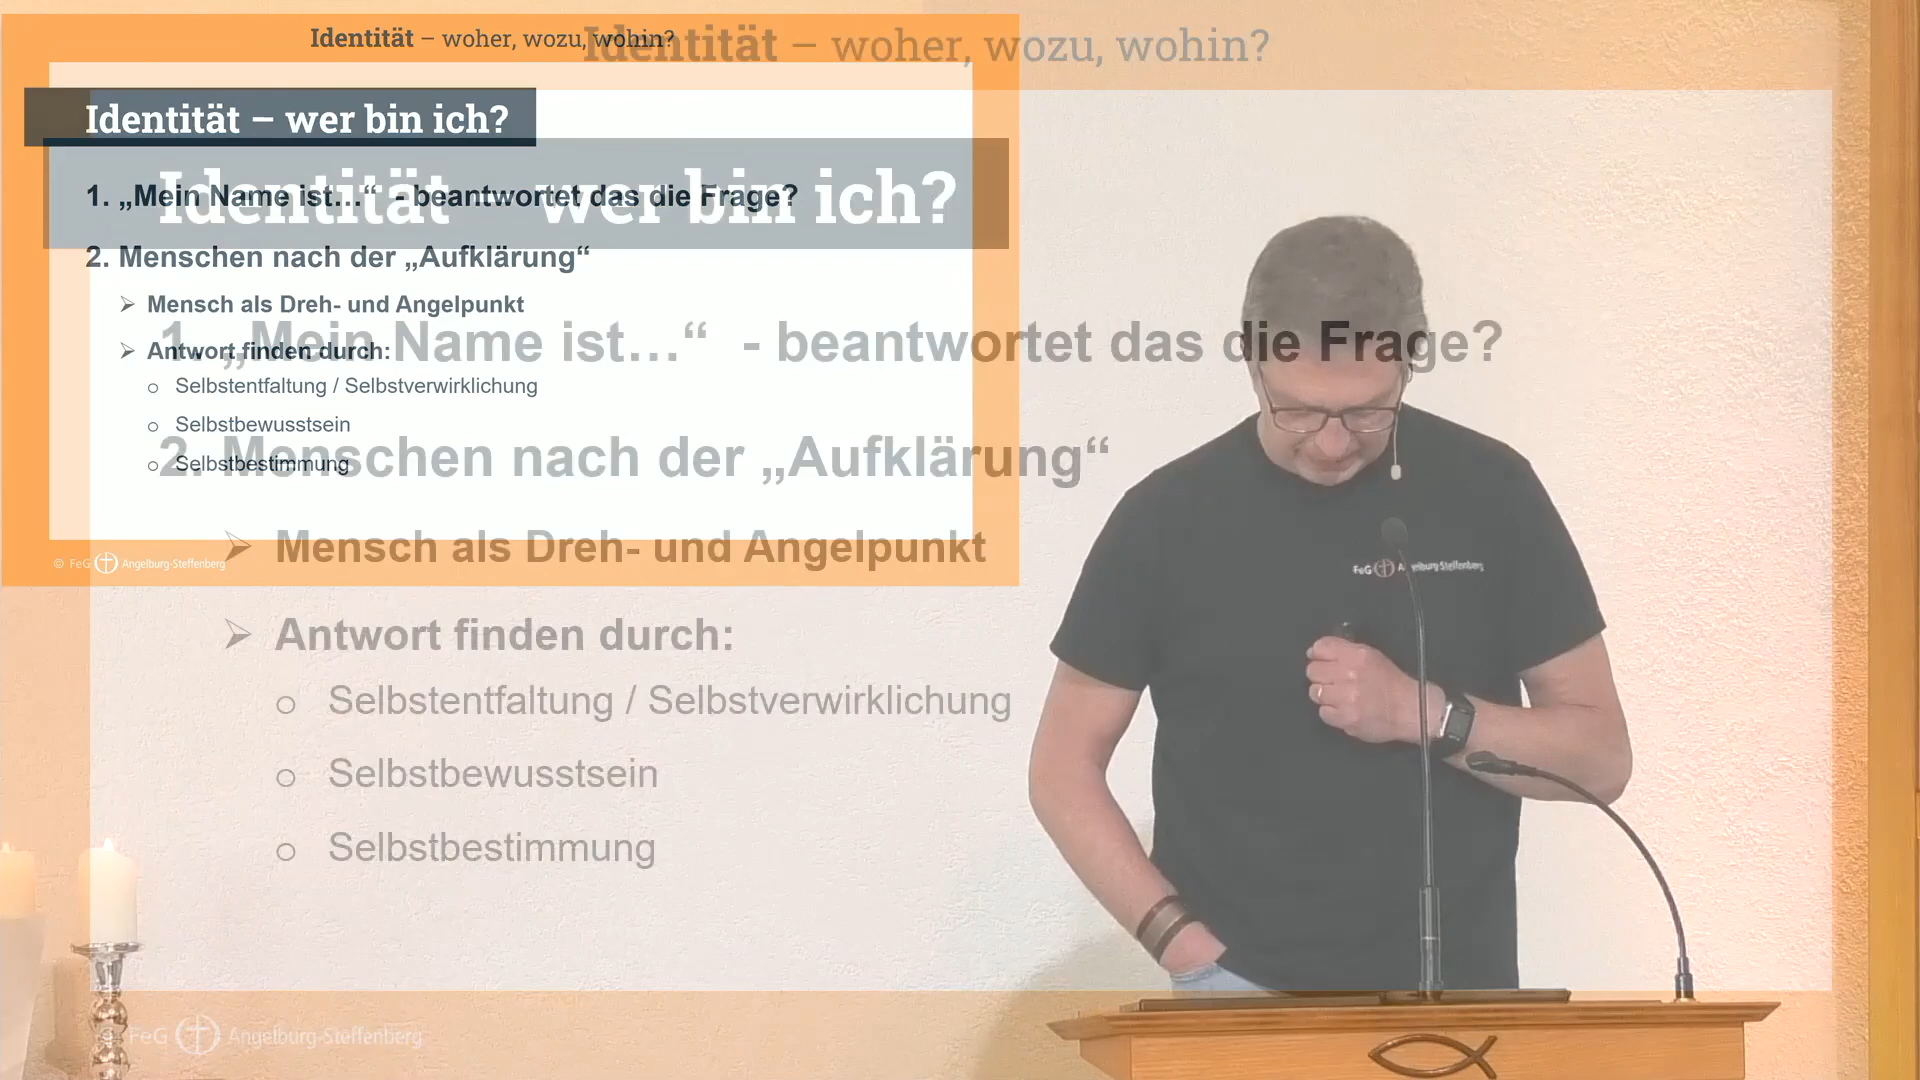 Identität – woher, wozu, wohin?
Identität – wer bin ich?
1. „Mein Name ist…“ - beantwortet das die Frage?
2. Menschen nach der „Aufklärung“
Mensch als Dreh- und Angelpunkt
Antwort finden durch:
Selbstentfaltung / Selbstverwirklichung
Selbstbewusstsein
Selbstbestimmung
© FeG Angelburg-Steffenberg
Identität – woher, wozu, wohin?
Identität – wer bin ich?
1. „Mein Name ist…“ - beantwortet das die Frage?
2. Menschen nach der „Aufklärung“
Mensch als Dreh- und Angelpunkt
Antwort finden durch:
Selbstentfaltung / Selbstverwirklichung
Selbstbewusstsein
Selbstbestimmung
© FeG Angelburg-Steffenberg
FeG Angelburg-Steffenberg